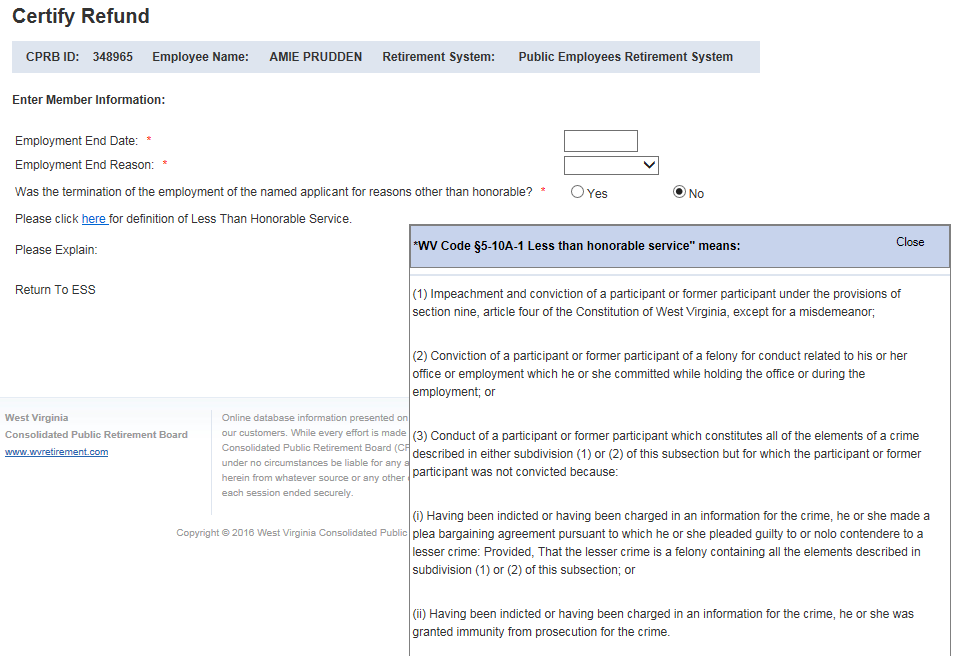 Certify Refund
CPRB ID: 348965 Employee Name: AMIE PRUDDEN Retirement System: Public Employees Retirement System
Enter Member Information:
Employment End Date: *
Employment End Reason: *
Was the termination of the employment of the named applicant for reasons other than honorable? * Yes No
Please click here for definition of Less Than Honorable Service.
Please Explain:
Return To ESS
*WV Code §5-10A-1 Less than honorable service" means: Close
(1) Impeachment and conviction of a participant or former participant under the provisions of
section nine, article four of the Constitution of West Virginia, except for a misdemeanor;
(2) Conviction of a participant or former participant of a felony for conduct related to his or her
office or employment which he or she committed while holding the office or during the
employment; or
(3) Conduct of a participant or former participant which constitutes all of the elements of a crime
described in either subdivision (1) or (2) of this subsection but for which the participant or former
participant was not convicted because:
(i) Having been indicted or having been charged in an information for the crime, he or she made a
plea bargaining agreement pursuant to which he or she pleaded guilty to or nolo contendere to a
lesser crime: Provided, That the lesser crime is a felony containing all the elements described in
subdivision (1) or (2) of this subsection; or
(ii) Having been indicted or having been charged in an information for the crime, he or she was
granted immunity from prosecution for the crime.
West Virginia
Consolidated Public Retirement Board
www.wvretirement.com
Online database information presented on
our customers. While every effort is made
Consolidated Public Retirement Board (CP
under no circumstances be liable for any a
herein from whatever source or any other
each session ended securely.
Copyright © 2016 West Virginia Consolidated Public